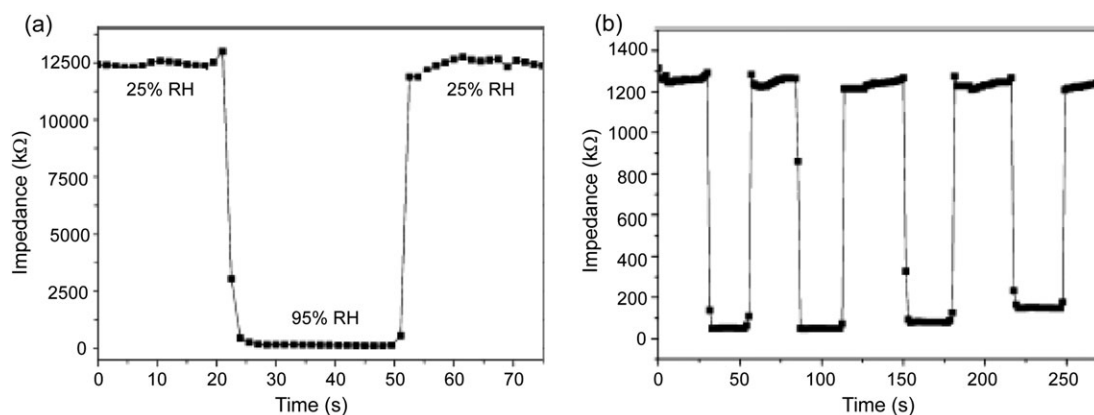 (a)
12500
10000
7500
5000
2500
0
Impedance (kΩ)
25% RH
25% RH
95% RH
0 10 20 30 40 50 60 70
Time (s)
(b)
1400
1200
1000
800
600
400
200
0
Impedance (kΩ)
0 50 100 150 200 250
Time (s)